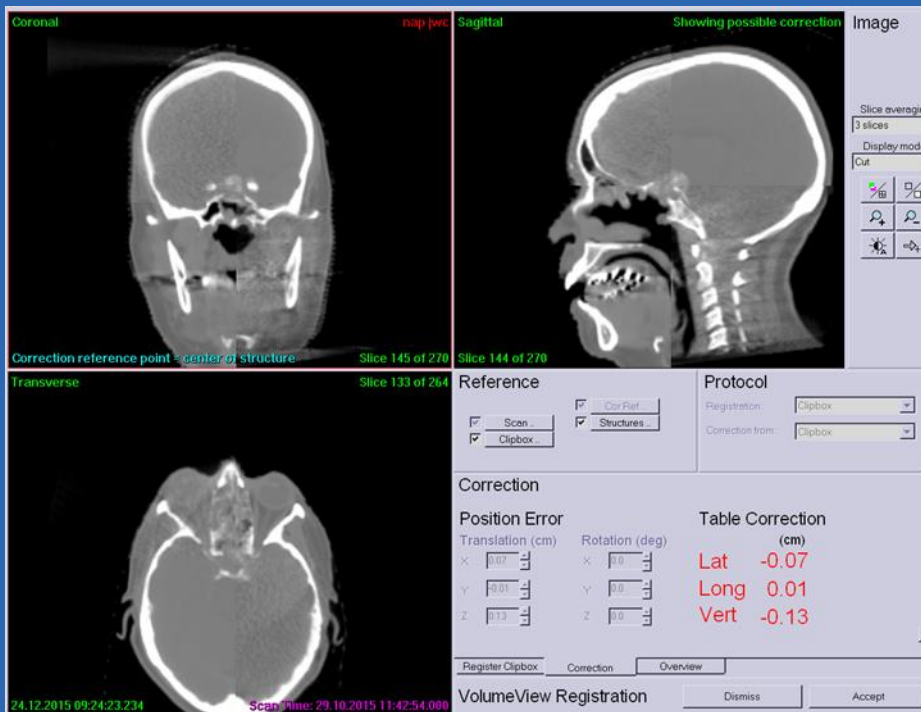 Coronal
nap jwc
Sagittal
Showing possible correction
Image
Slice averagin
3 slices
Display mode
Cut
Correction reference point = center of structure
Slice 145 of 270
Slice 144 of 270
Transverse
Slice 133 of 264
Reference
Protocol
Scan ..
Cor Ref ..
Clipbox ..
Structures ..
Registration:
Clipbox
Correction from:
Clipbox
Correction
Position Error
Table Correction
Translation (cm)
Rotation (deg)
(cm)
X 0.07
X 0.0
Lat -0.07
Y -0.01
Y 0.0
Long 0.01
Z 0.13
Z 0.0
Vert -0.13
Register Clipbox
Correction
Overview
24.12.2015 09:24:23.234
Scan Time: 29.10.2015 11:42:54.000
VolumeView Registration
Dismiss
Accept